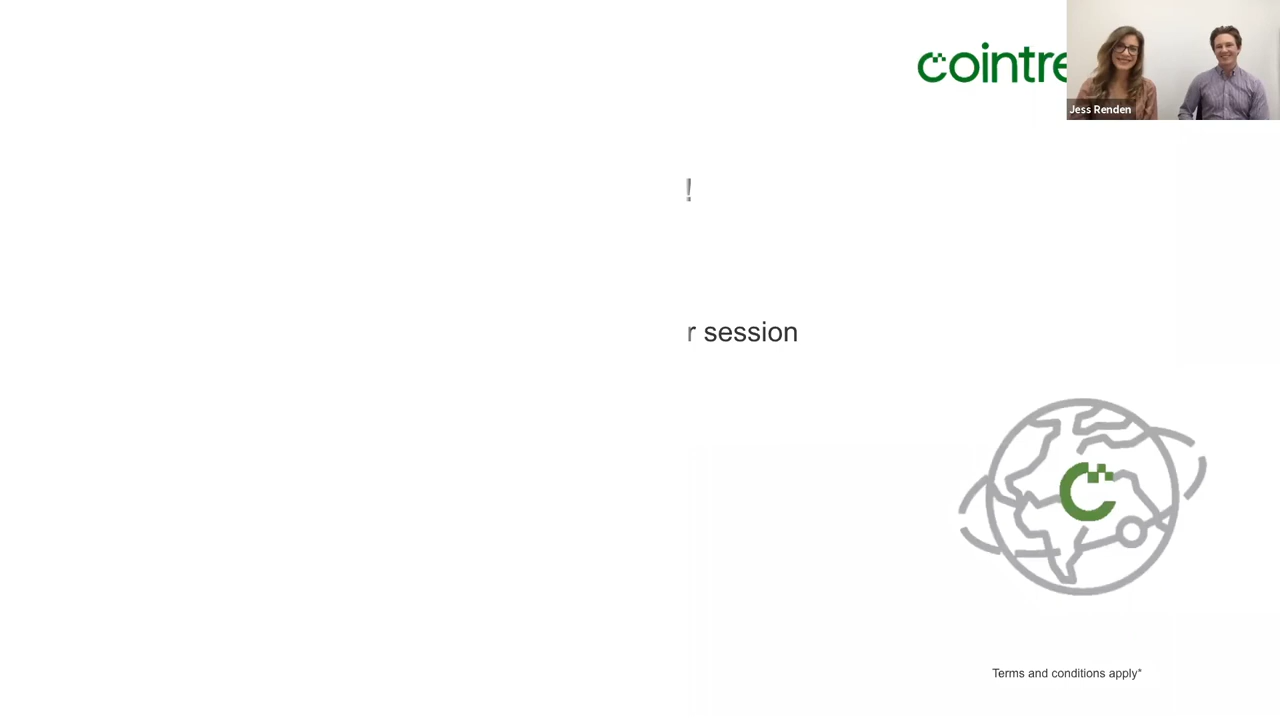 cointre
Jess Renden
!
r session
Terms and conditions apply*